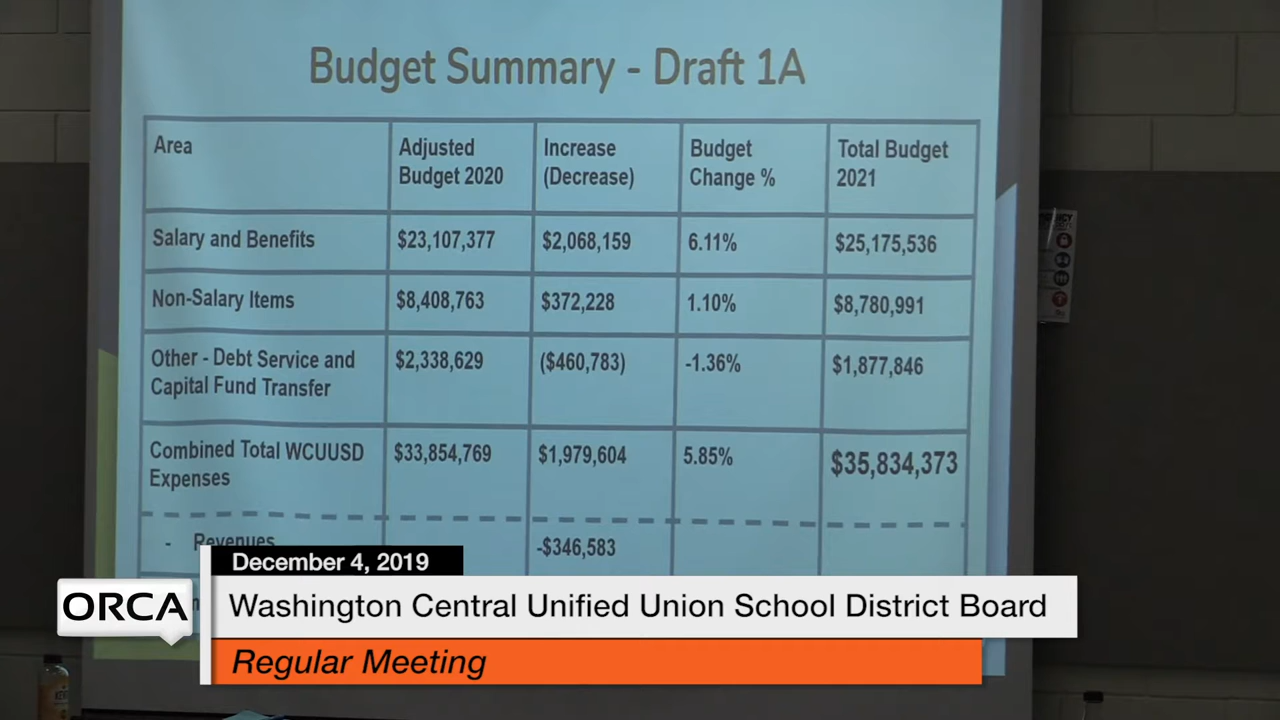 Budget Summary - Draft 1A
Area
Adjusted
Budget 2020
Increase
(Decrease)
Budget
Change %
Total Budget
2021
Salary and Benefits
$23,107,377
$2,068,159
6.11%
$25,175,536
Non-Salary Items
$8,408,763
$372,228
1.10%
$8,780,991
Other - Debt Service and
Capital Fund Transfer
$2,338,629
($460,783)
-1.36%
$1,877,846
Combined Total WCUUSD
Expenses
$33,854,769
$1,979,604
5.85%
$35,834,373
- Revenues
-$346,583
December 4, 2019
ORCA
Washington Central Unified Union School District Board
Regular Meeting